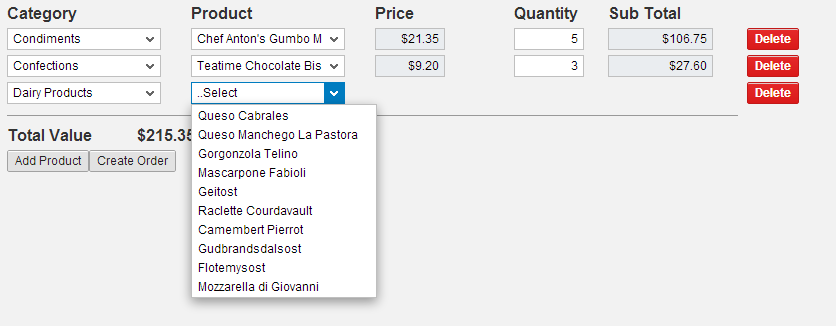 Category Product Price Quantity Sub Total
Condiments Chef Anton's Gumbo M $21.35 5 $106.75 Delete
Confections Teatime Chocolate Bis $9.20 3 $27.60 Delete
Dairy Products ..Select Delete
Queso Cabrales
Queso Manchego La Pastora
Gorgonzola Telino
Mascarpone Fabioli
Geitost
Raclette Courdavault
Camembert Pierrot
Gudbrandsdalsost
Flotemysost
Mozzarella di Giovanni
Total Value $215.35
Add Product Create Order